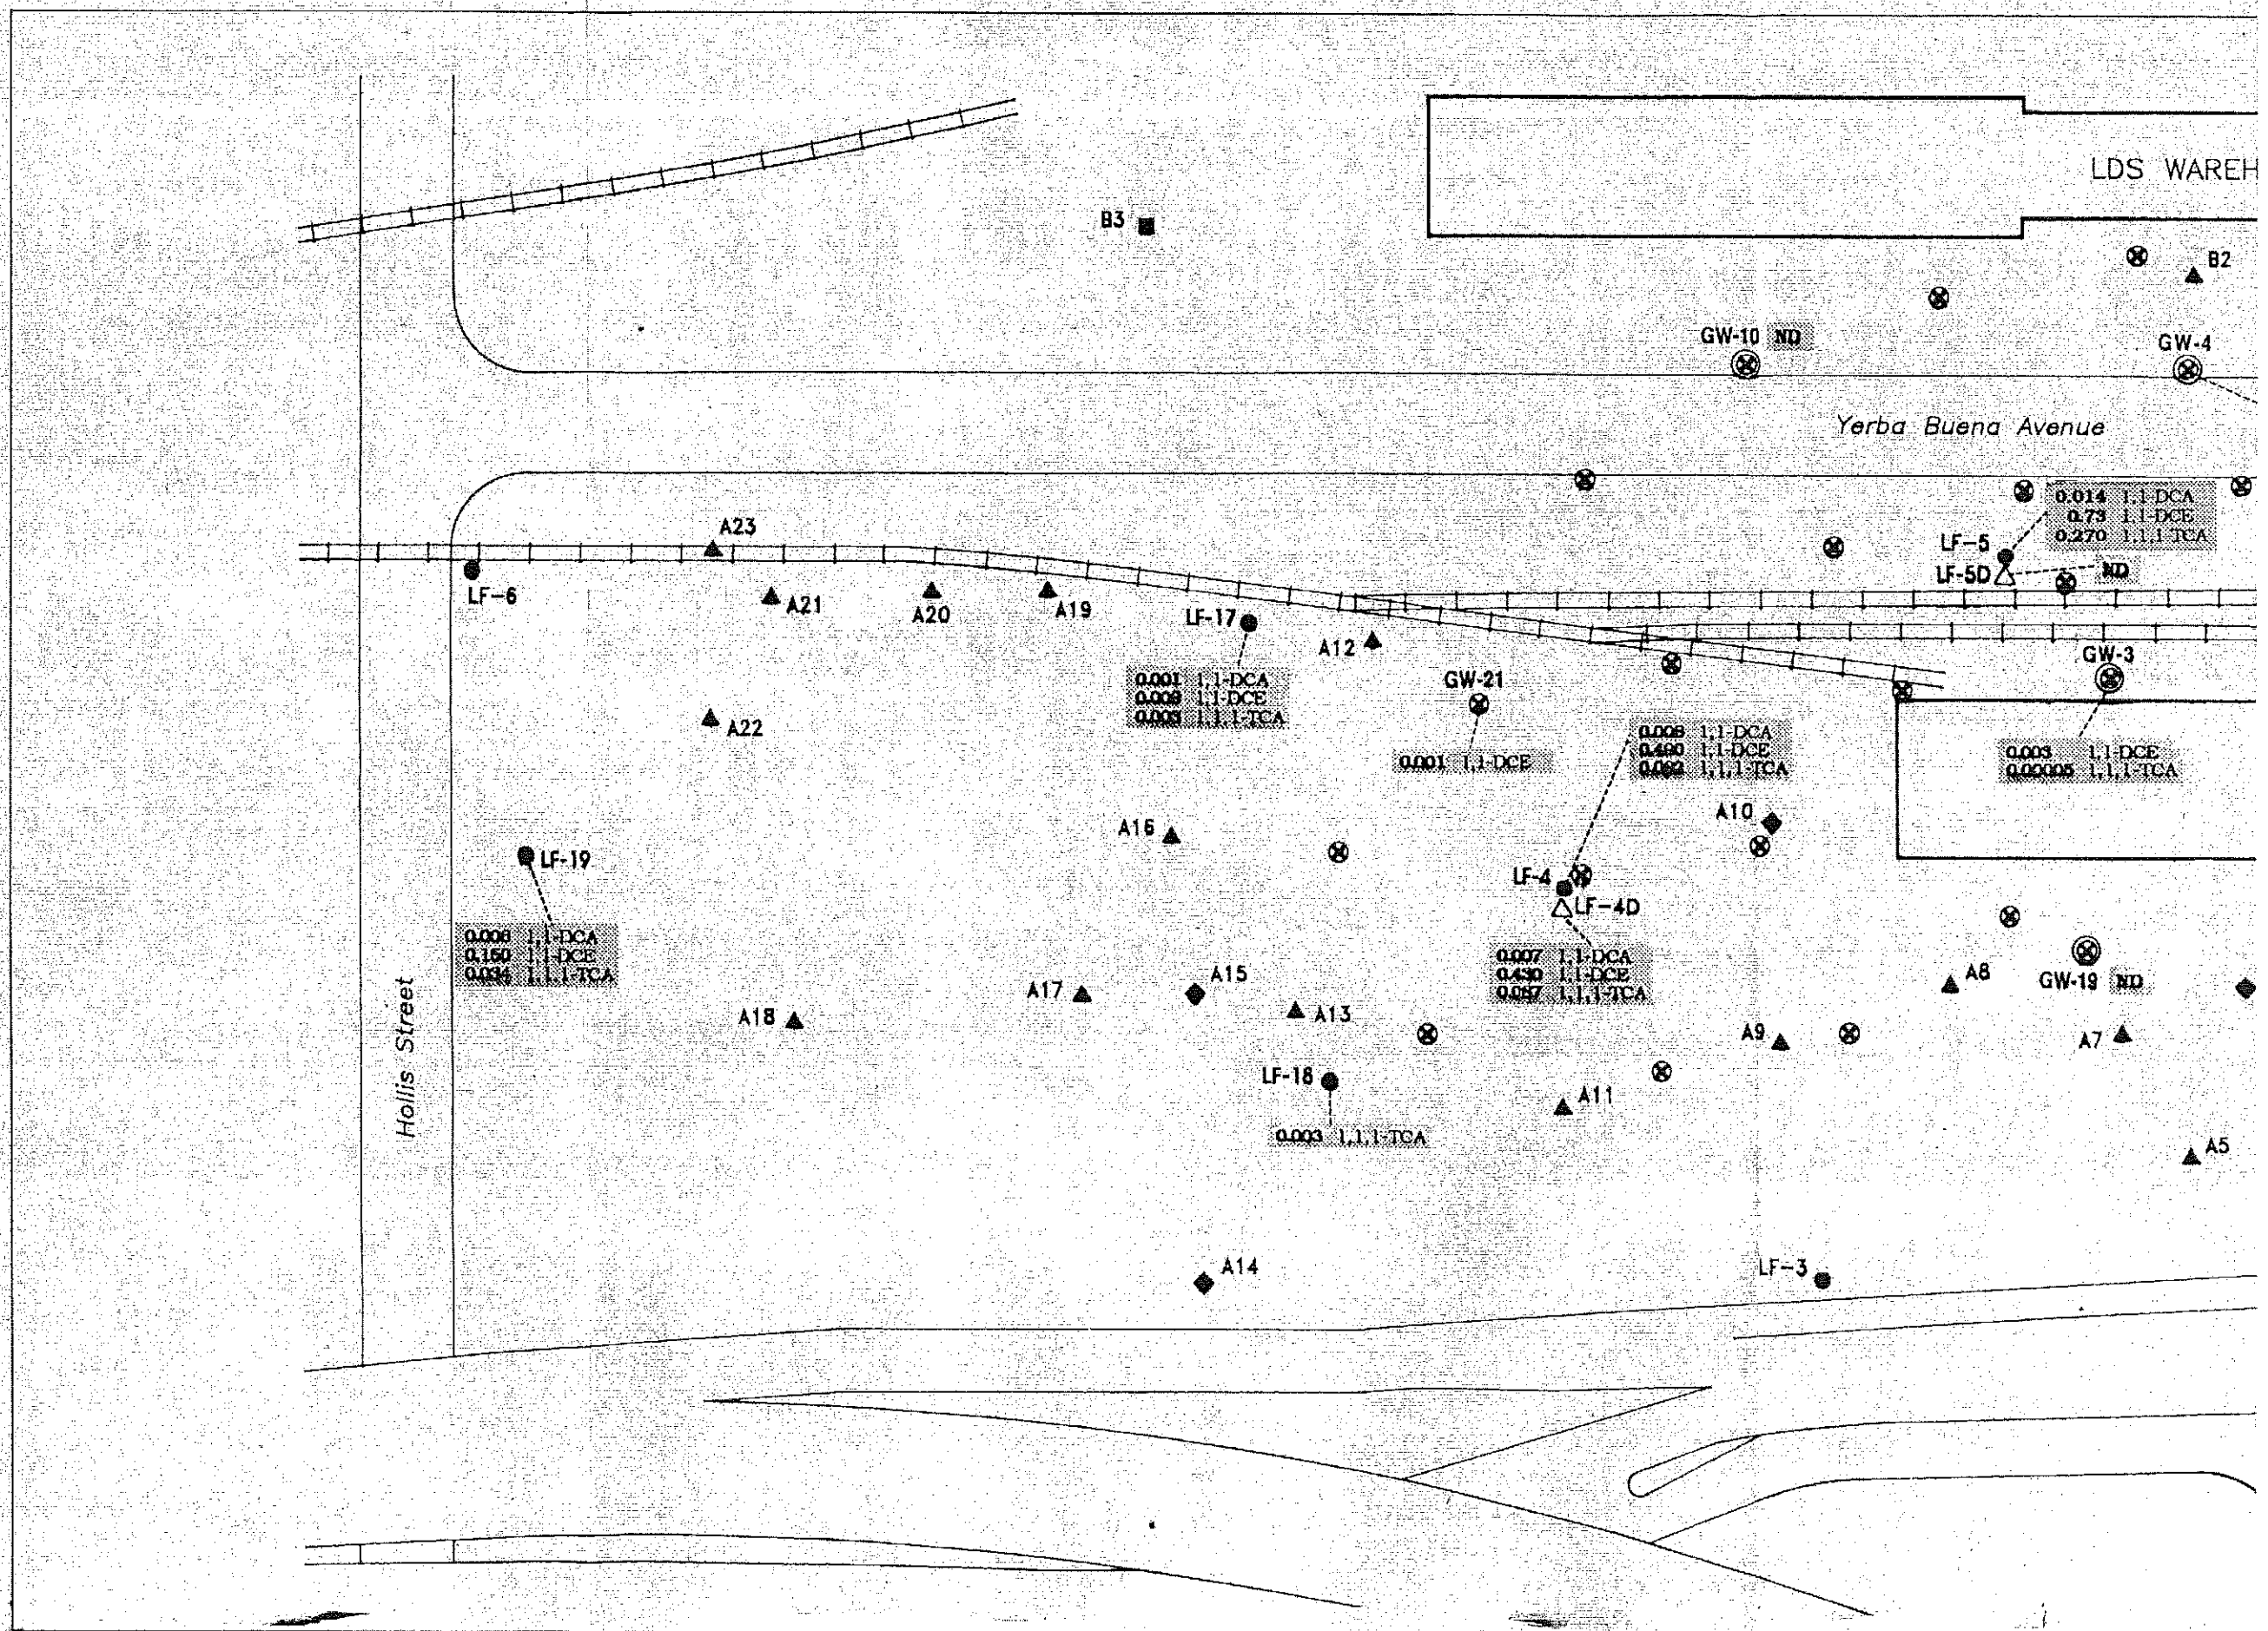 LDS WAREH
B3
B2
GW-10 ND
GW-4
Yerba Buena Avenue
0.014 1,1-DCA
0.73 1,1-DCE
0.270 1,1,1-TCA
LF-5
LF-5D
ND
A23
LF-6
A21
A20
A19
LF-17
A12
0.001 1,1-DCA
0.009 1,1-DCE
0.003 1,1,1-TCA
GW-21
0.001 1,1-DCE
GW-3
0.003 1,1-DCE
0.00005 1,1,1-TCA
A22
1,1-DCA
0.490 1,1-DCE
1,1,1-TCA
A10
A16
LF-19
1,1-DCA
0.150 1,1-DCE
0.034 1,1,1-TCA
LF-4
LF-4D
0.007 1,1-DCA
0.430 1,1-DCE
1,1,1-TCA
A8
GW-19 ND
A17
A15
A13
A18
A9
A7
Hollis Street
LF-18
0.003 1,1,1-TCA
A11
A5
A14
LF-3